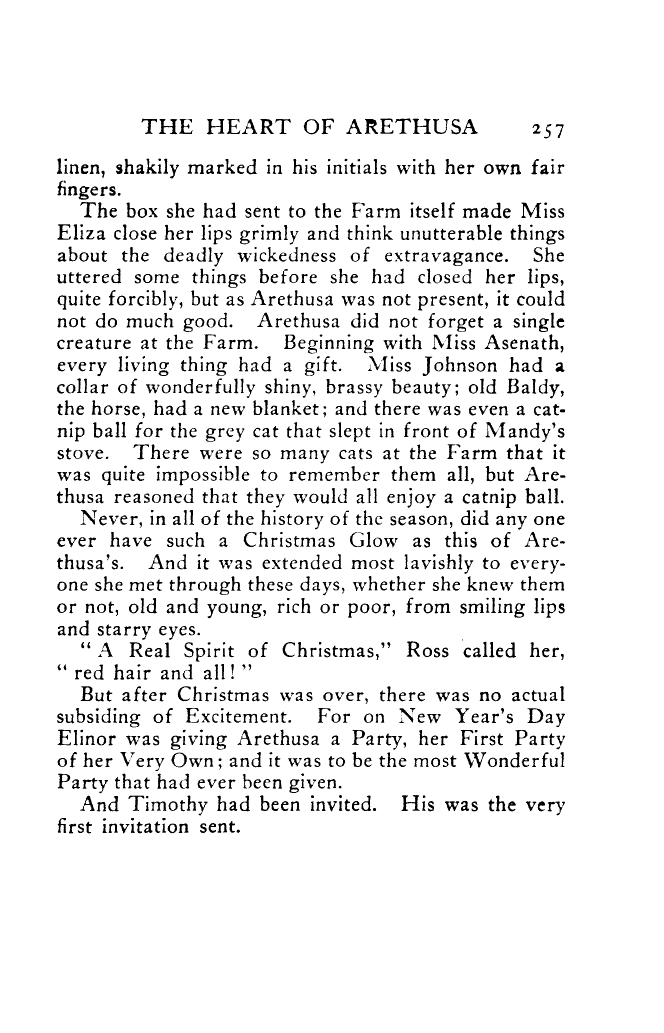 THE HEART OF ARETHUSA 257
linen, shakily marked in his initials with her own fair
fingers.
The box she had sent to the Farm itself made Miss
Eliza close her lips grimly and think unutterable things
about the deadly wickedness of extravagance. She
uttered some things before she had closed her lips,
quite forcibly, but as Arethusa was not present, it could
not do much good. Arethusa did not forget a single
creature at the Farm. Beginning with Miss Asenath,
every living thing had a gift. Miss Johnson had a
collar of wonderfully shiny, brassy beauty; old Baldy,
the horse, had a new blanket; and there was even a cat-
nip ball for the grey cat that slept in front of Mandy's
stove. There were so many cats at the Farm that it
was quite impossible to remember them all, but Are-
thusa reasoned that they would all enjoy a catnip ball.
Never, in all of the history of the season, did any one
ever have such a Christmas Glow as this of Are-
thusa's. And it was extended most lavishly to every-
one she met through these days, whether she knew them
or not, old and young, rich or poor, from smiling lips
and starry eyes.
"A Real Spirit of Christmas," Ross called her,
"red hair and all!"
But after Christmas was over, there was no actual
subsiding of Excitement. For on New Year's Day
Elinor was giving Arethusa a Party, her First Party
of her Very Own; and it was to be the most Wonderful
Party that had ever been given.
And Timothy had been invited. His was the very
first invitation sent.